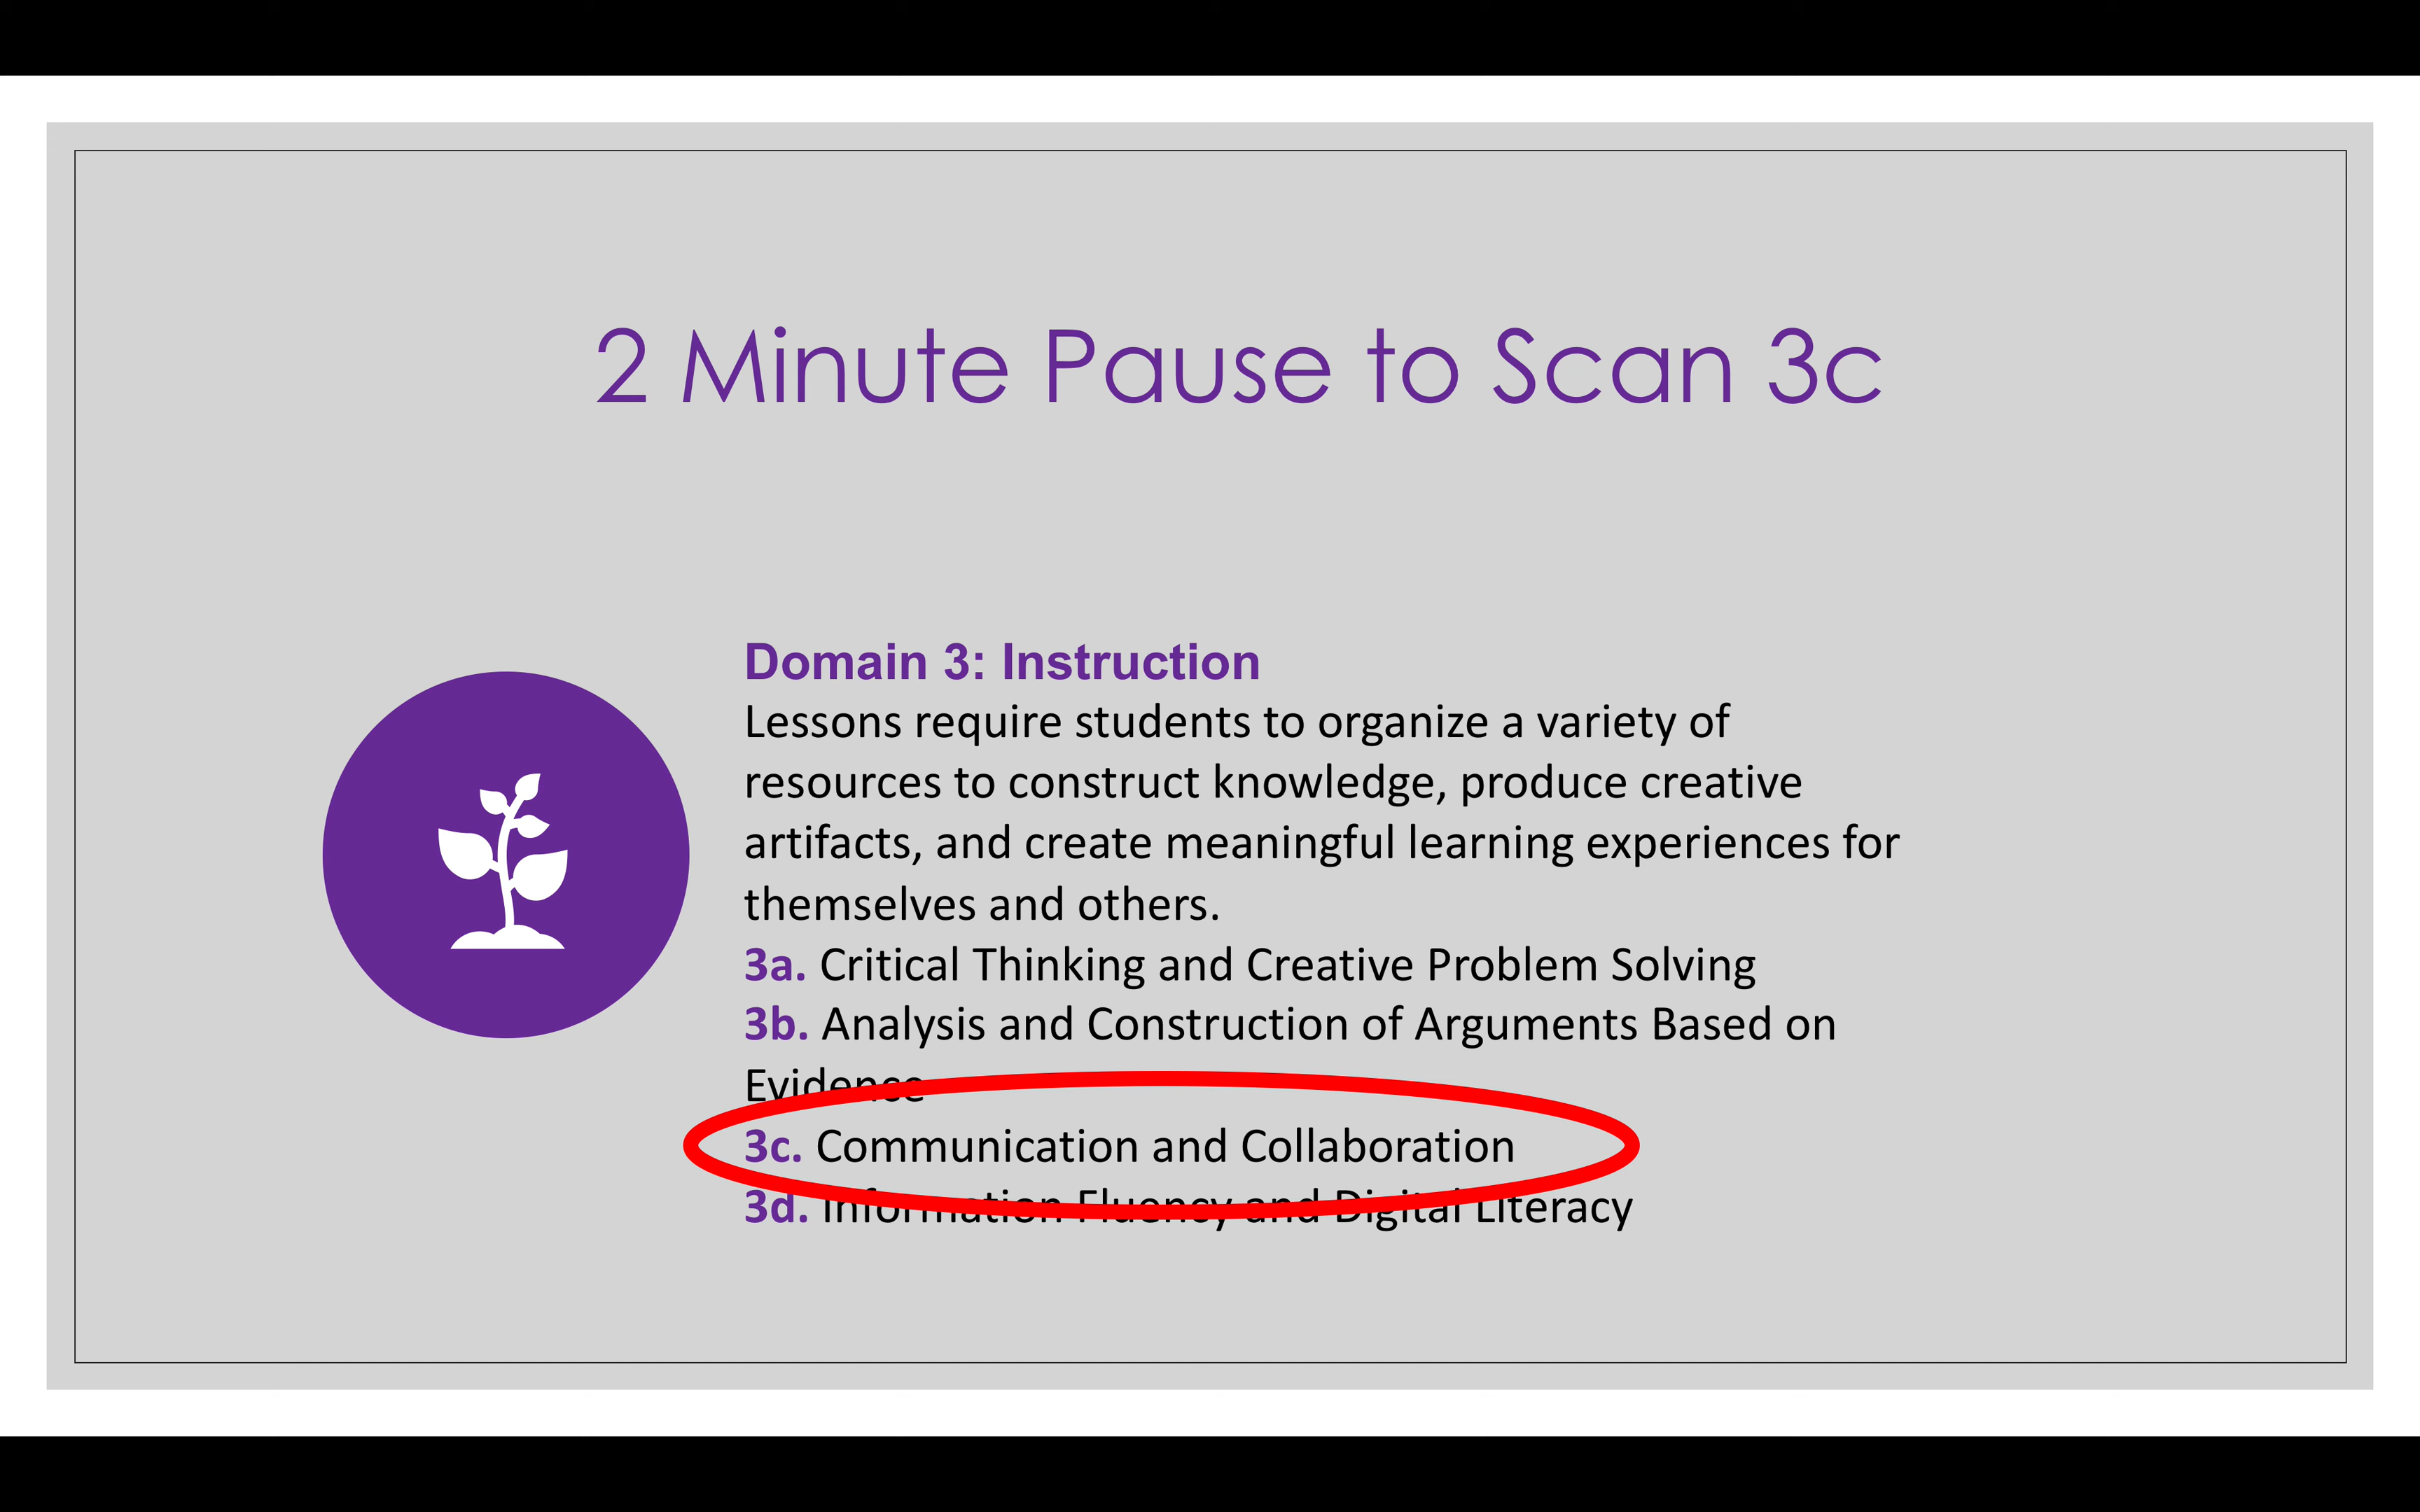 2 Minute Pause to Scan 3c
Domain 3: Instruction
Lessons require students to organize a variety of
resources to construct knowledge, produce creative
artifacts, and create meaningful learning experiences for
themselves and others.
3a. Critical Thinking and Creative Problem Solving
3b. Analysis and Construction of Arguments Based on
Evidence
3c. Communication and Collaboration
3d. Information Fluency and Digital Literacy